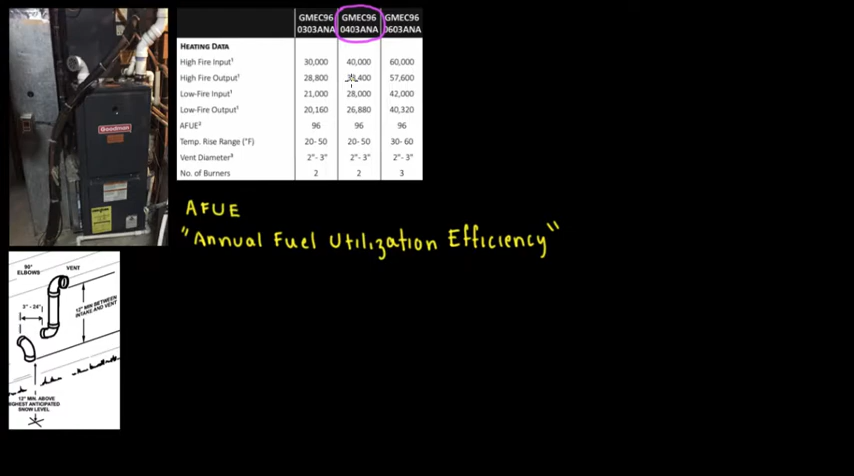 GMEC96 GMEC96 GMEC96
0303ANA 0403ANA 0603ANA
HEATING DATA
High Fire Input¹ 30,000 40,000 60,000
High Fire Output¹ 28,800 57,600
Low-Fire Input¹ 21,000 28,000 42,000
Low-Fire Output¹ 20,160 26,880 40,320
AFUE² 96 96 96
Temp. Rise Range (°F) 20- 50 20- 50 30- 60
Vent Diameter³ 2"- 3" 2"- 3" 2"- 3"
No. of Burners 2 2 3
Goodman
AFUE
"Annual Fuel Utilization Efficiency"
90°
ELBOWS
VENT
3" - 24"
12" MIN BETWEEN
INTAKE AND VENT
12" MIN. ABOVE
HIGHEST ANTICIPATED
SNOW LEVEL